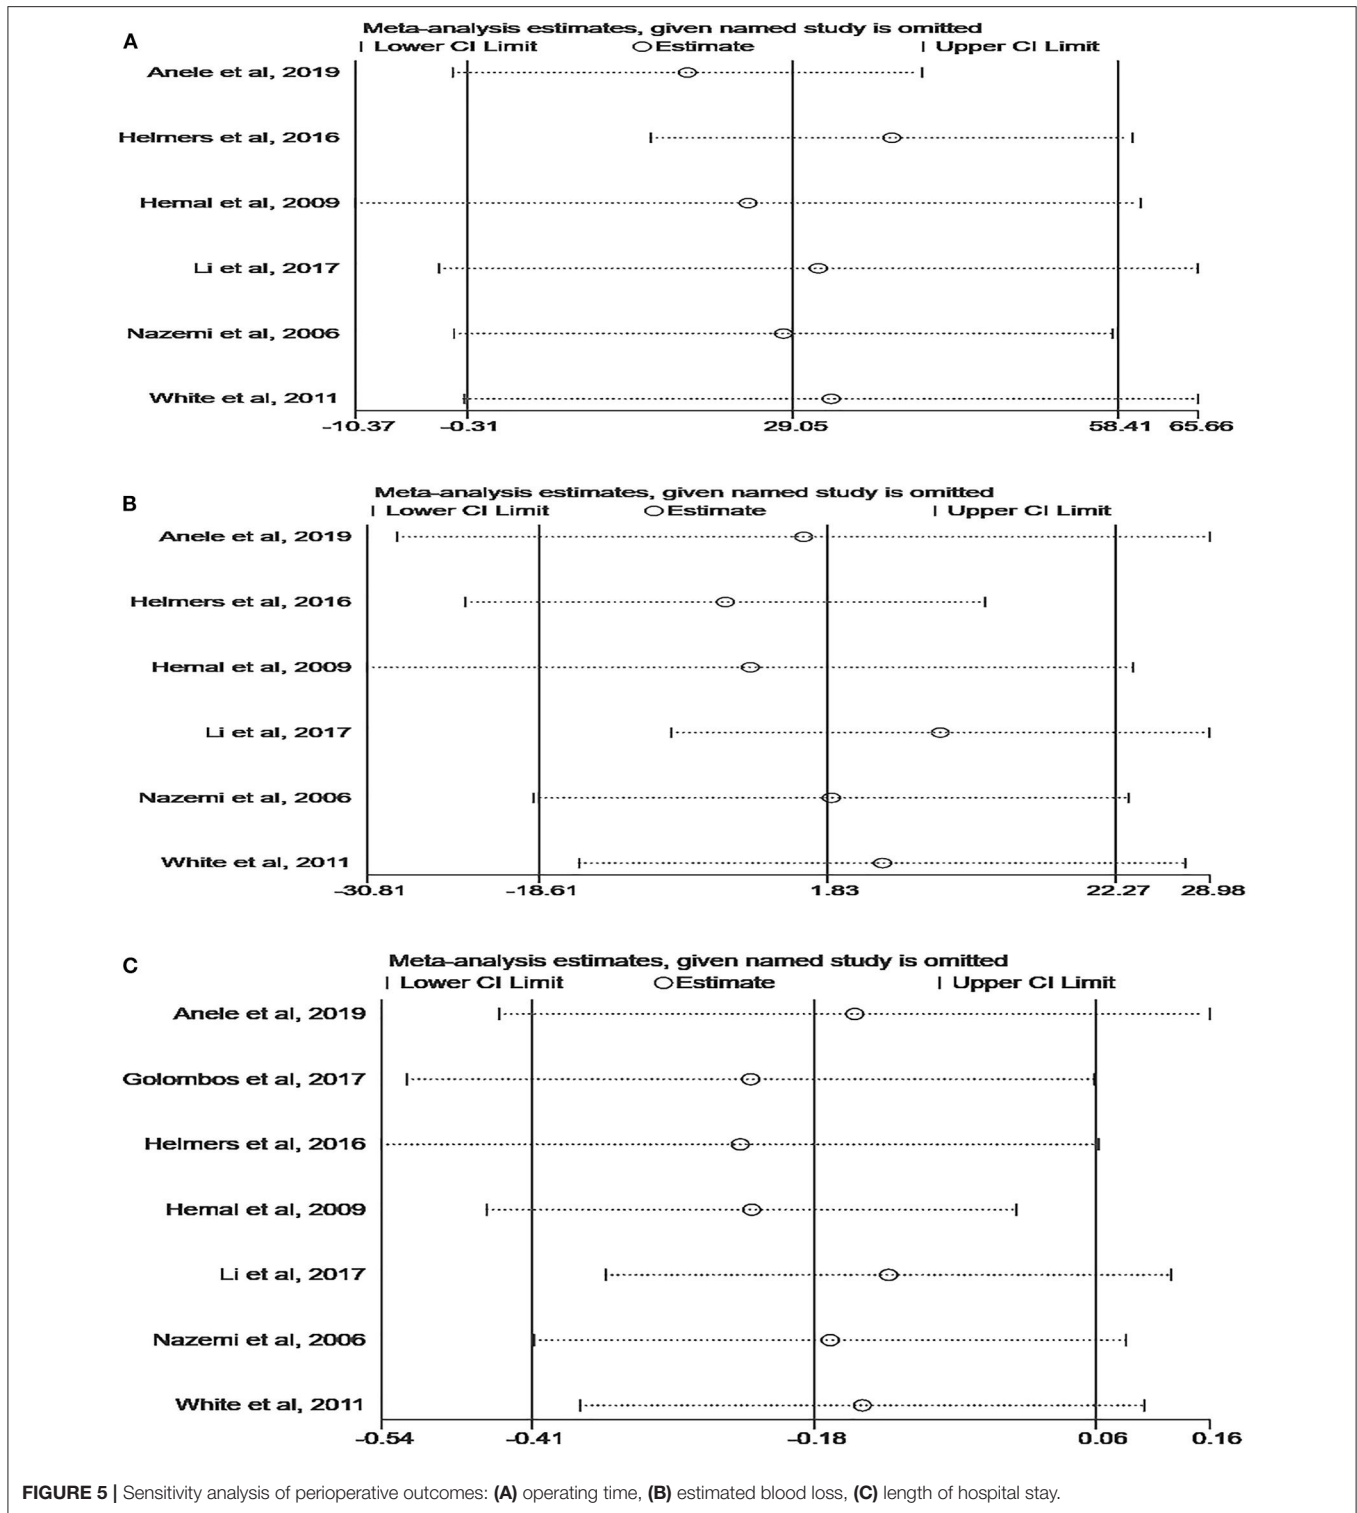 A
Meta-analysis estimates, given named study is omitted
| Lower CI Limit ○ Estimate | Upper CI Limit
Anele et al, 2019
Helmers et al, 2016
Hemal et al, 2009
Li et al, 2017
Nazemi et al, 2006
White et al, 2011
-10.37 -0.31 29.05 58.41 65.66
B
Meta-analysis estimates, given named study is omitted
| Lower CI Limit ○ Estimate | Upper CI Limit
Anele et al, 2019
Helmers et al, 2016
Hemal et al, 2009
Li et al, 2017
Nazemi et al, 2006
White et al, 2011
-30.81 -18.61 1.83 22.27 28.98
C
Meta-analysis estimates, given named study is omitted
| Lower CI Limit ○ Estimate | Upper CI Limit
Anele et al, 2019
Golombos et al, 2017
Helmers et al, 2016
Hemal et al, 2009
Li et al, 2017
Nazemi et al, 2006
White et al, 2011
-0.54 -0.41 -0.18 0.06 0.16
FIGURE 5 | Sensitivity analysis of perioperative outcomes: (A) operating time, (B) estimated blood loss, (C) length of hospital stay.